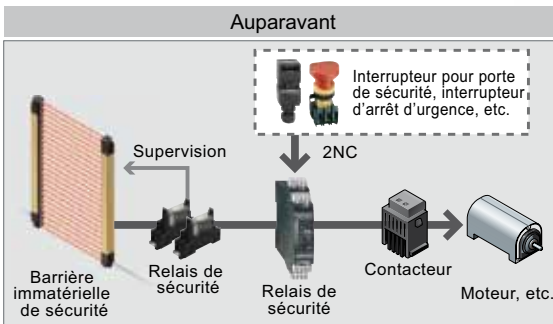 Auparavant
Interrupteur pour porte
de sécurité, interrupteur
d'arrêt d'urgence, etc.
Supervision
2NC
Barrière
immatérielle
de sécurité
Relais de
sécurité
Relais de
sécurité
Contacteur
Moteur, etc.